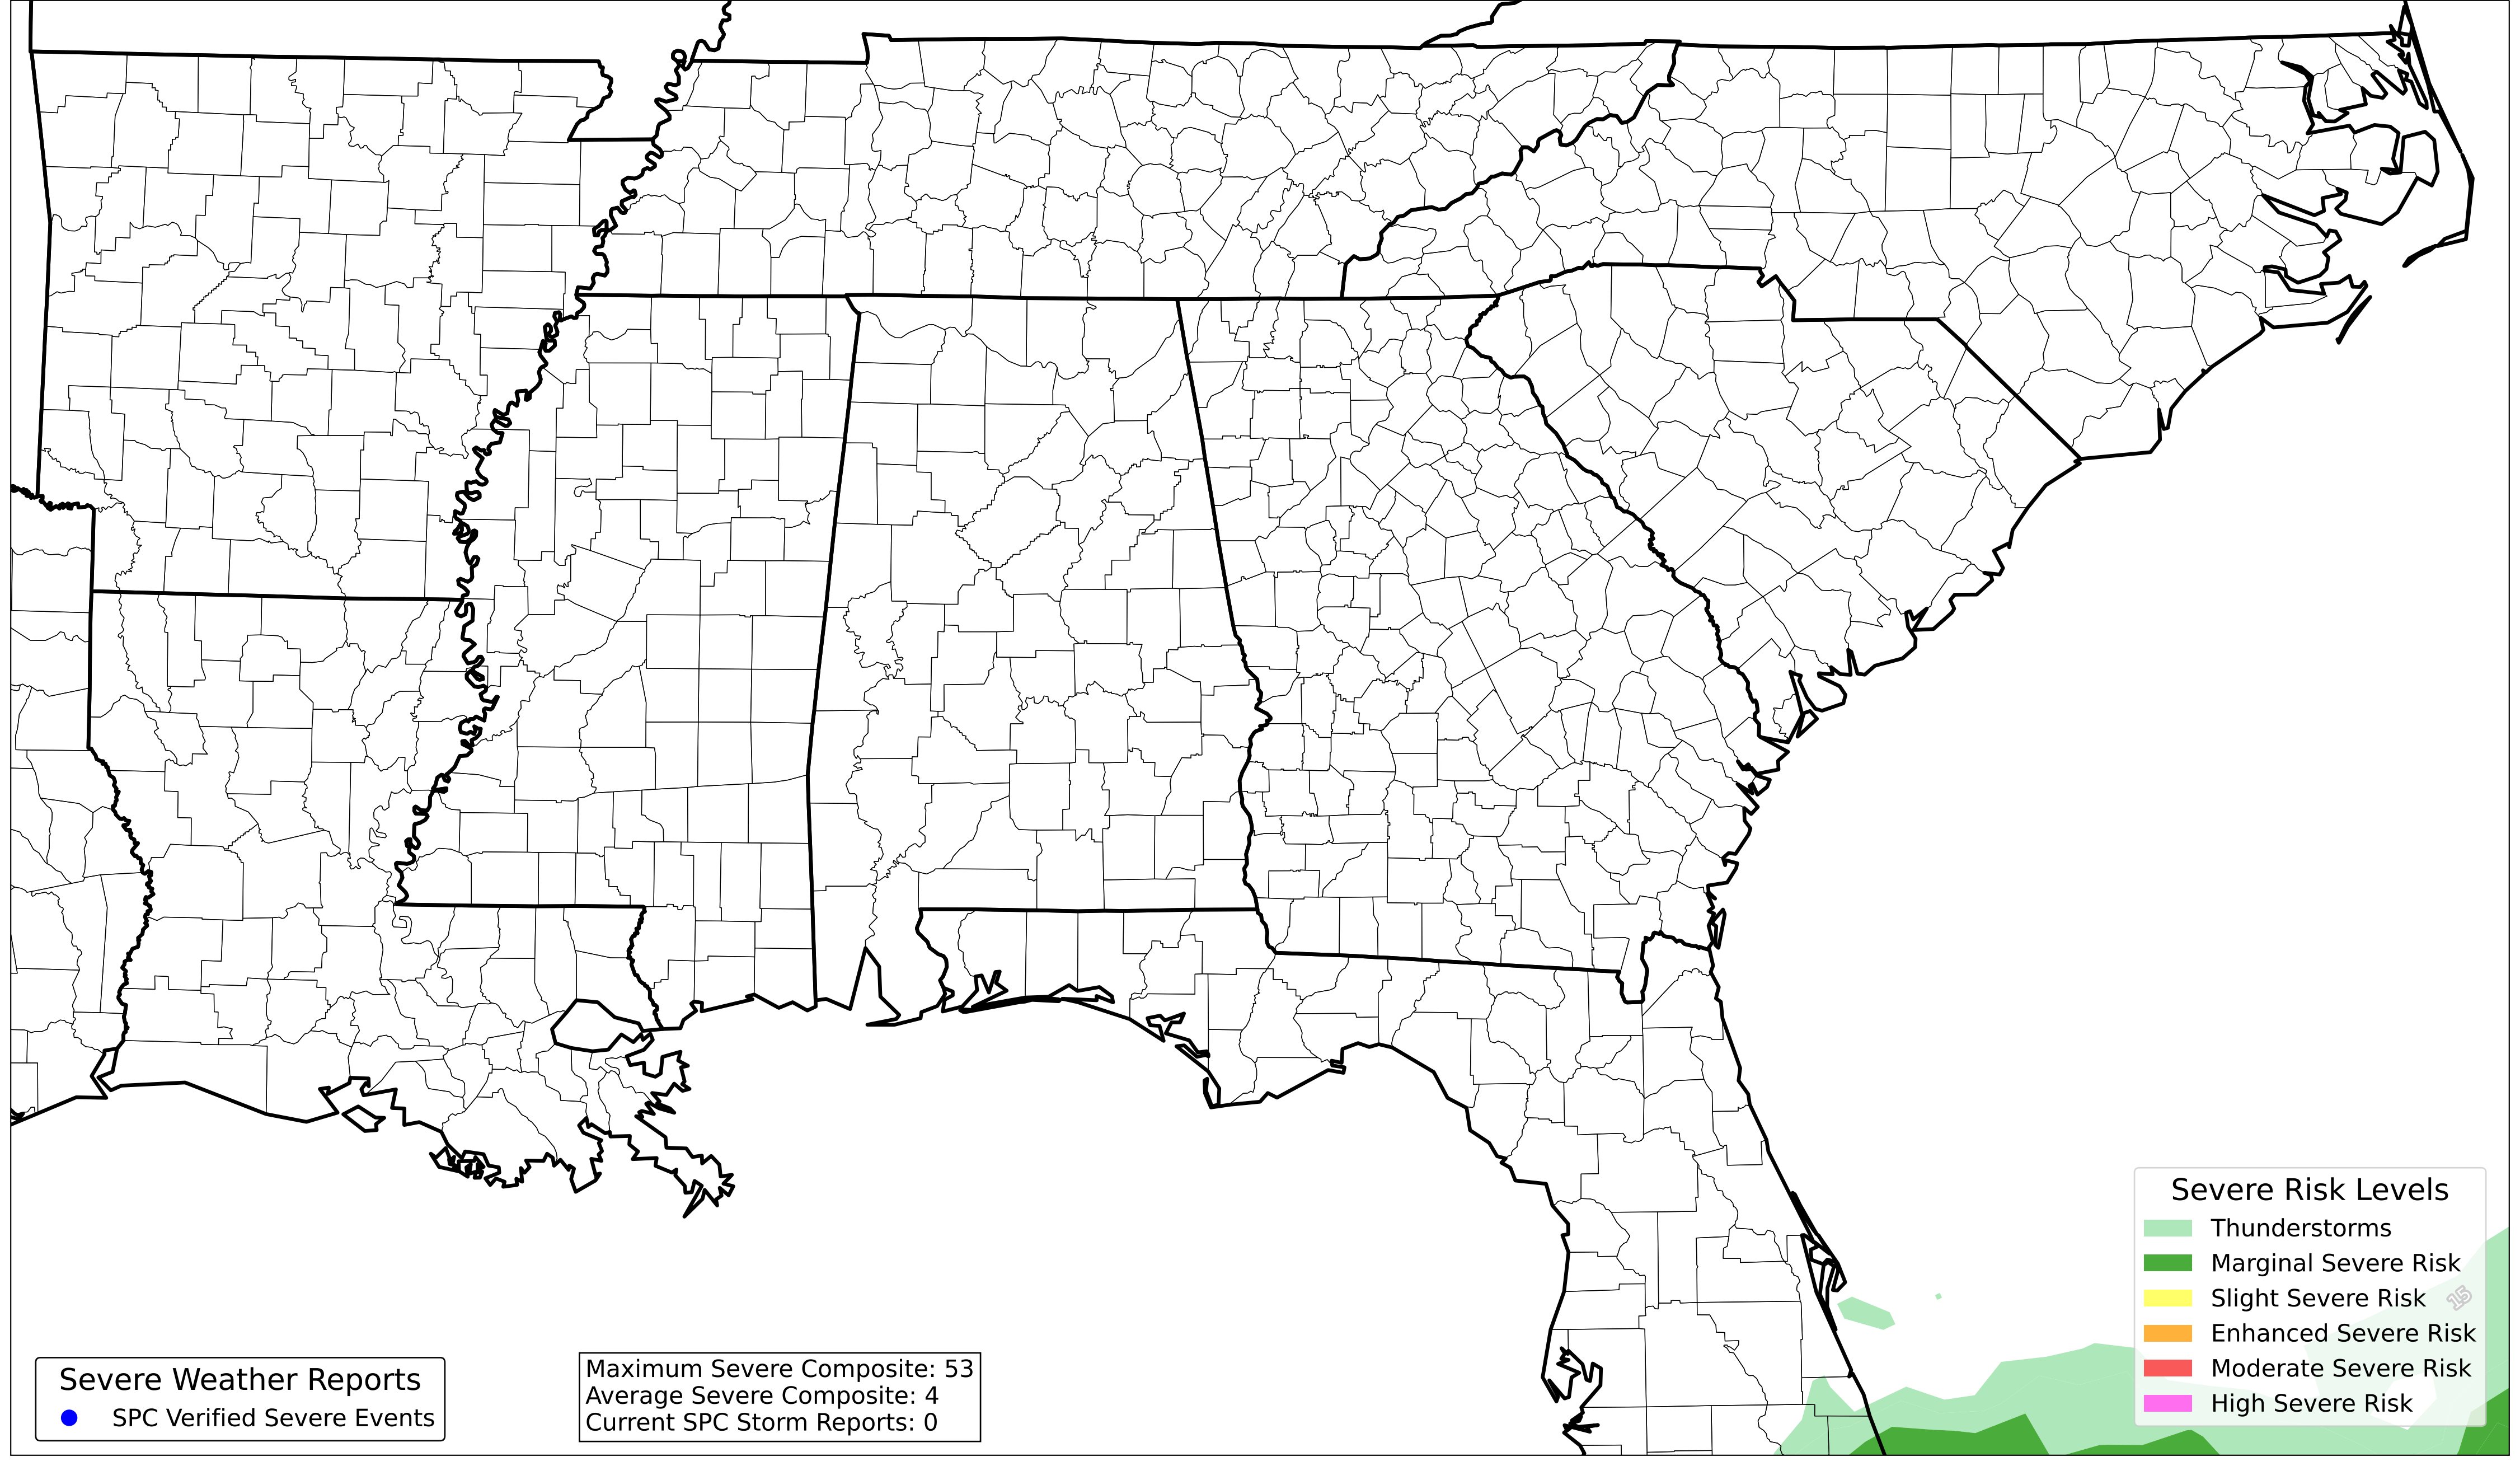 Severe Weather Reports
SPC Verified Severe Events
Maximum Severe Composite: 53
Average Severe Composite: 4
Current SPC Storm Reports: 0
Severe Risk Levels
Thunderstorms
Marginal Severe Risk
Slight Severe Risk
Enhanced Severe Risk
Moderate Severe Risk
High Severe Risk
15